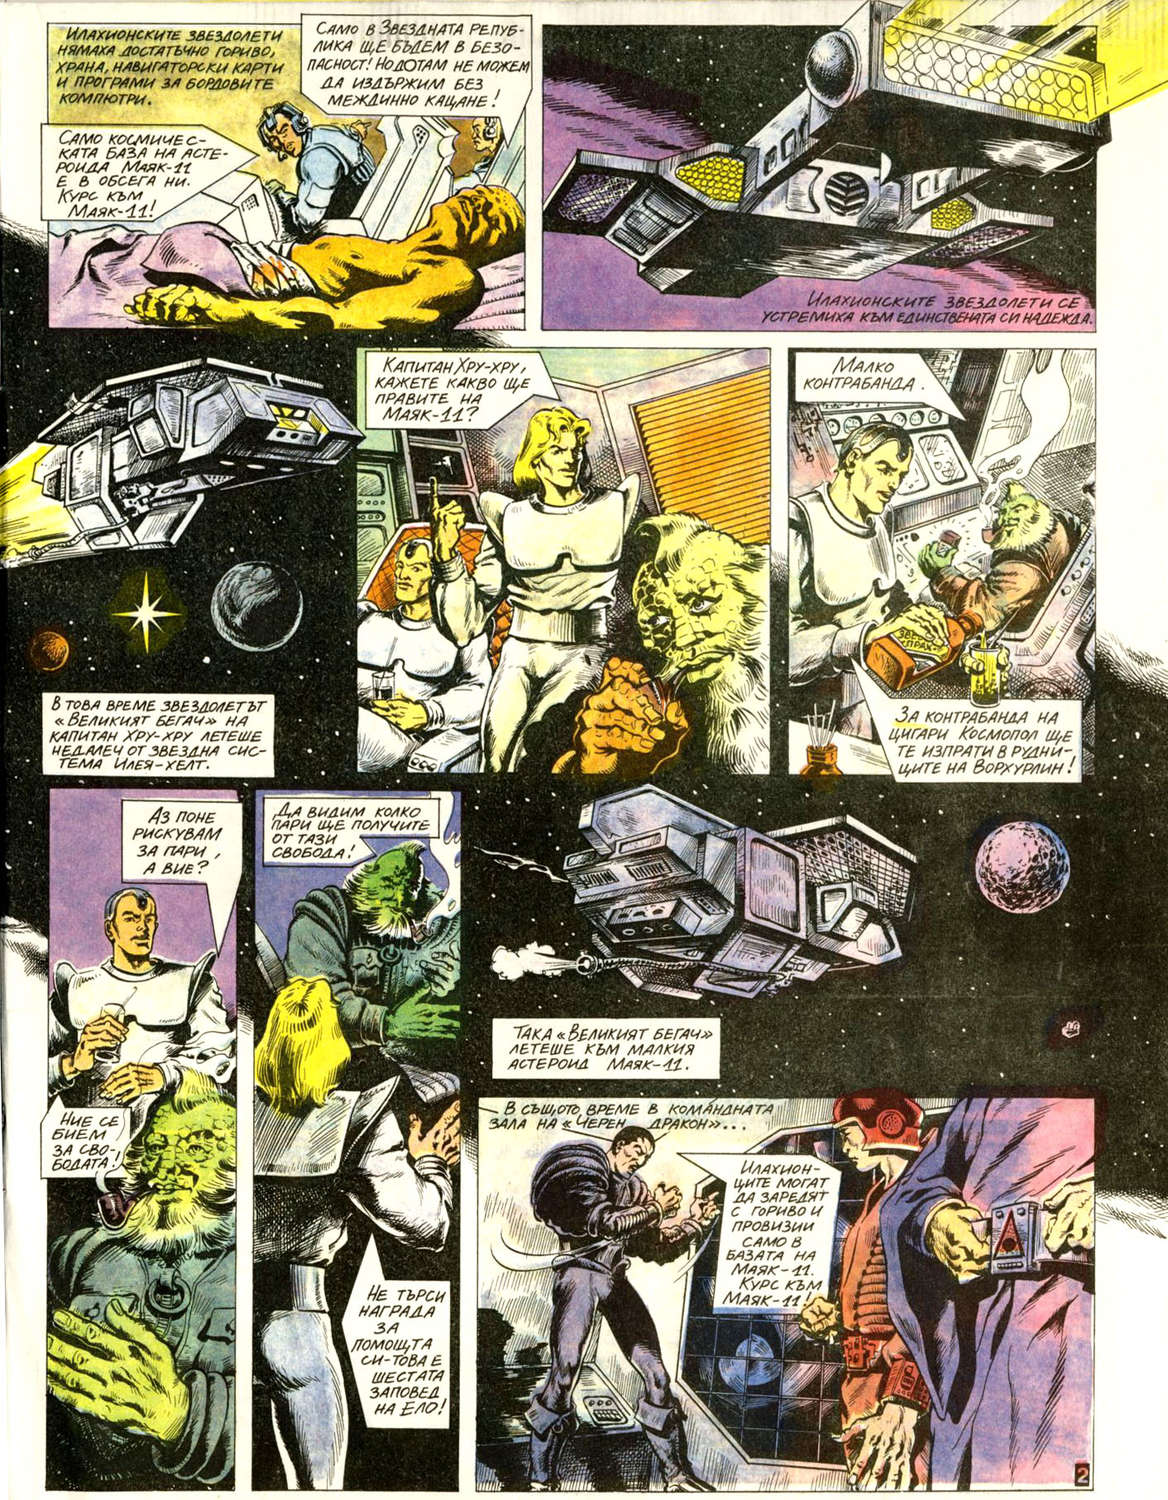 Илахионските звездолети
нямаха достатъчно гориво,
храна, навигаторски карти
и програми за бордовите
компютри.
Само в Звездната репуб-
лика ще бъдем в безо-
пасност! Но дотам не можем
да издържим без
междинно кацане!
Само космичес-
ката база на асте-
роида Маяк-11
е в обсега ни.
Курс към
Маяк-11!
Илахионските звездолети се
устремиха към единствената си надежда.
В това време звездолетът
«Великият бегач» на
капитан Хру-хру летеше
недалеч от звездна сис-
тема Илея-Хелт.
Капитан Хру-хру,
кажете какво ще
правите на
Маяк-11?
Малко
контрабанда.
За контрабанда на
цигари Космопол ще
те изпрати в рудни-
ците на Ворхурлин!
Аз поне
рискувам
за пари,
а вие?
Ние се
бием
за сво-
бодата!
Да видим колко
пари ще получите
от тази
свобода!
Не търси
награда
за
помощта
си-това е
шестата
заповед
на Ело!
Така «Великият бегач»
летеше към малкия
астероид Маяк-11.
В същото време в командната
зала на «Черен дракон»...
Илахион-
ците могат
да заредят
с гориво и
провизии
само в
базата на
Маяк-11.
Курс към
Маяк-11!
2